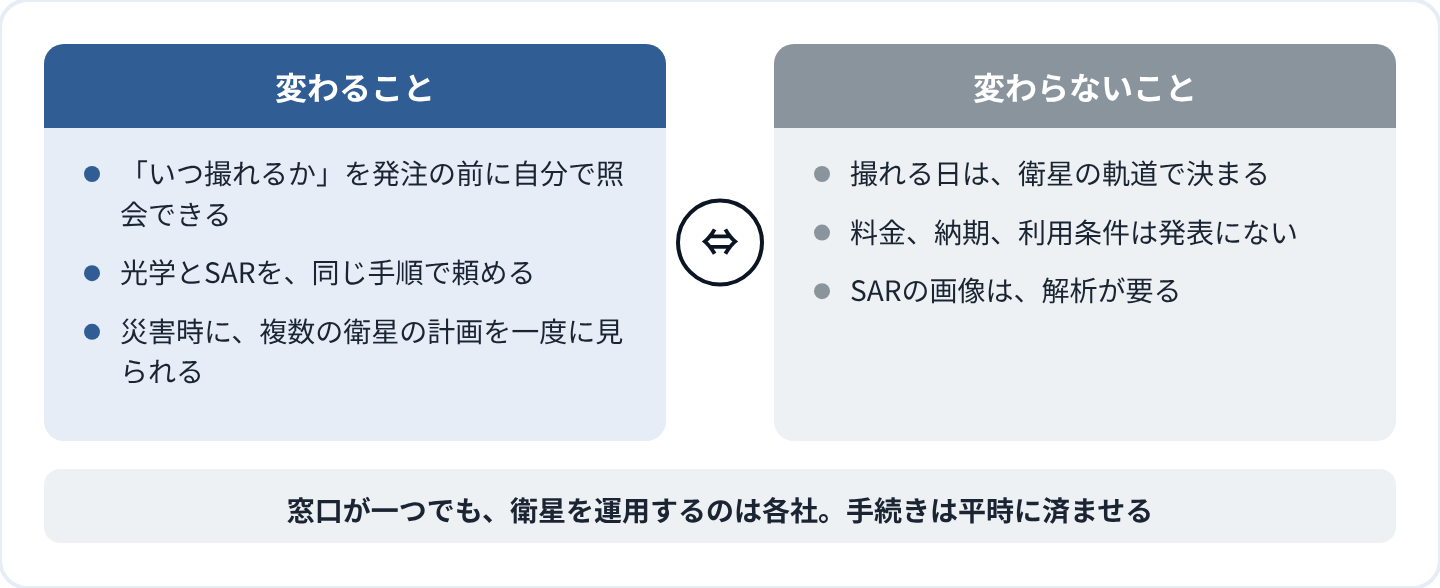 変わること
「いつ撮れるか」を発注の前に自分で照
会できる
光学とSARを、同じ手順で頼める
災害時に、複数の衛星の計画を一度に見
られる
⇔
変わらないこと
撮れる日は、衛星の軌道で決まる
料金、納期、利用条件は発表にない
SARの画像は、解析が要る
窓口が一つでも、衛星を運用するのは各社。手続きは平時に済ませる